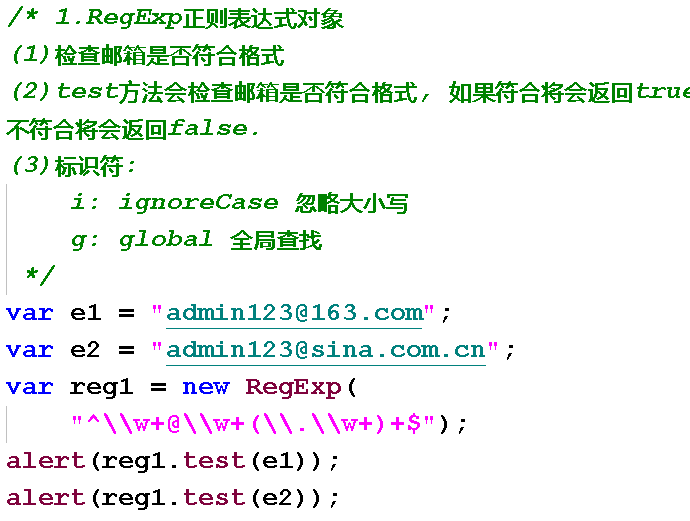 /* 1.RegExp正则表达式对象
(1)检查邮箱是否符合格式
(2)test方法会检查邮箱是否符合格式, 如果符合将会返回true
不符合将会返回false.
(3)标识符:
i: ignoreCase 忽略大小写
g: global 全局查找
*/
var e1 = "admin123@163.com";
var e2 = "admin123@sina.com.cn";
var reg1 = new RegExp(
"^\\w+@\\w+(\\.\\w+)+$");
alert(reg1.test(e1));
alert(reg1.test(e2));